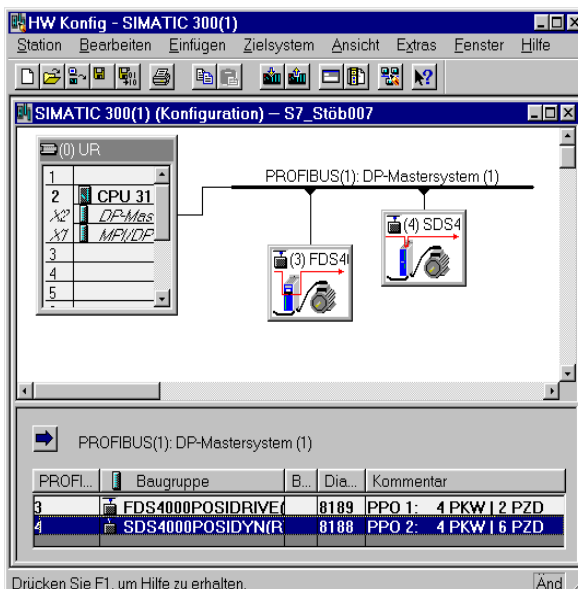 HW Konfig - SIMATIC 300(1)
Station Bearbeiten Einfügen Zielsystem Ansicht Extras Fenster Hilfe
SIMATIC 300(1) (Konfiguration) -- S7_Stöb007
(0) UR
1
2 CPU 31
X2 DP-Mas
X1 MPI/DP
3
4
5
PROFIBUS(1): DP-Mastersystem (1)
(4) SDS4
(3) FDS4
PROFIBUS(1): DP-Mastersystem (1)
PROFI... Baugruppe B... Dia... Kommentar
3 FDS4000POSIDRIVE( 8189 PPO 1: 4 PKW | 2 PZD
4 SDS4000POSIDYN(R 8188 PPO 2: 4 PKW | 6 PZD
Drücken Sie F1, um Hilfe zu erhalten. Änd